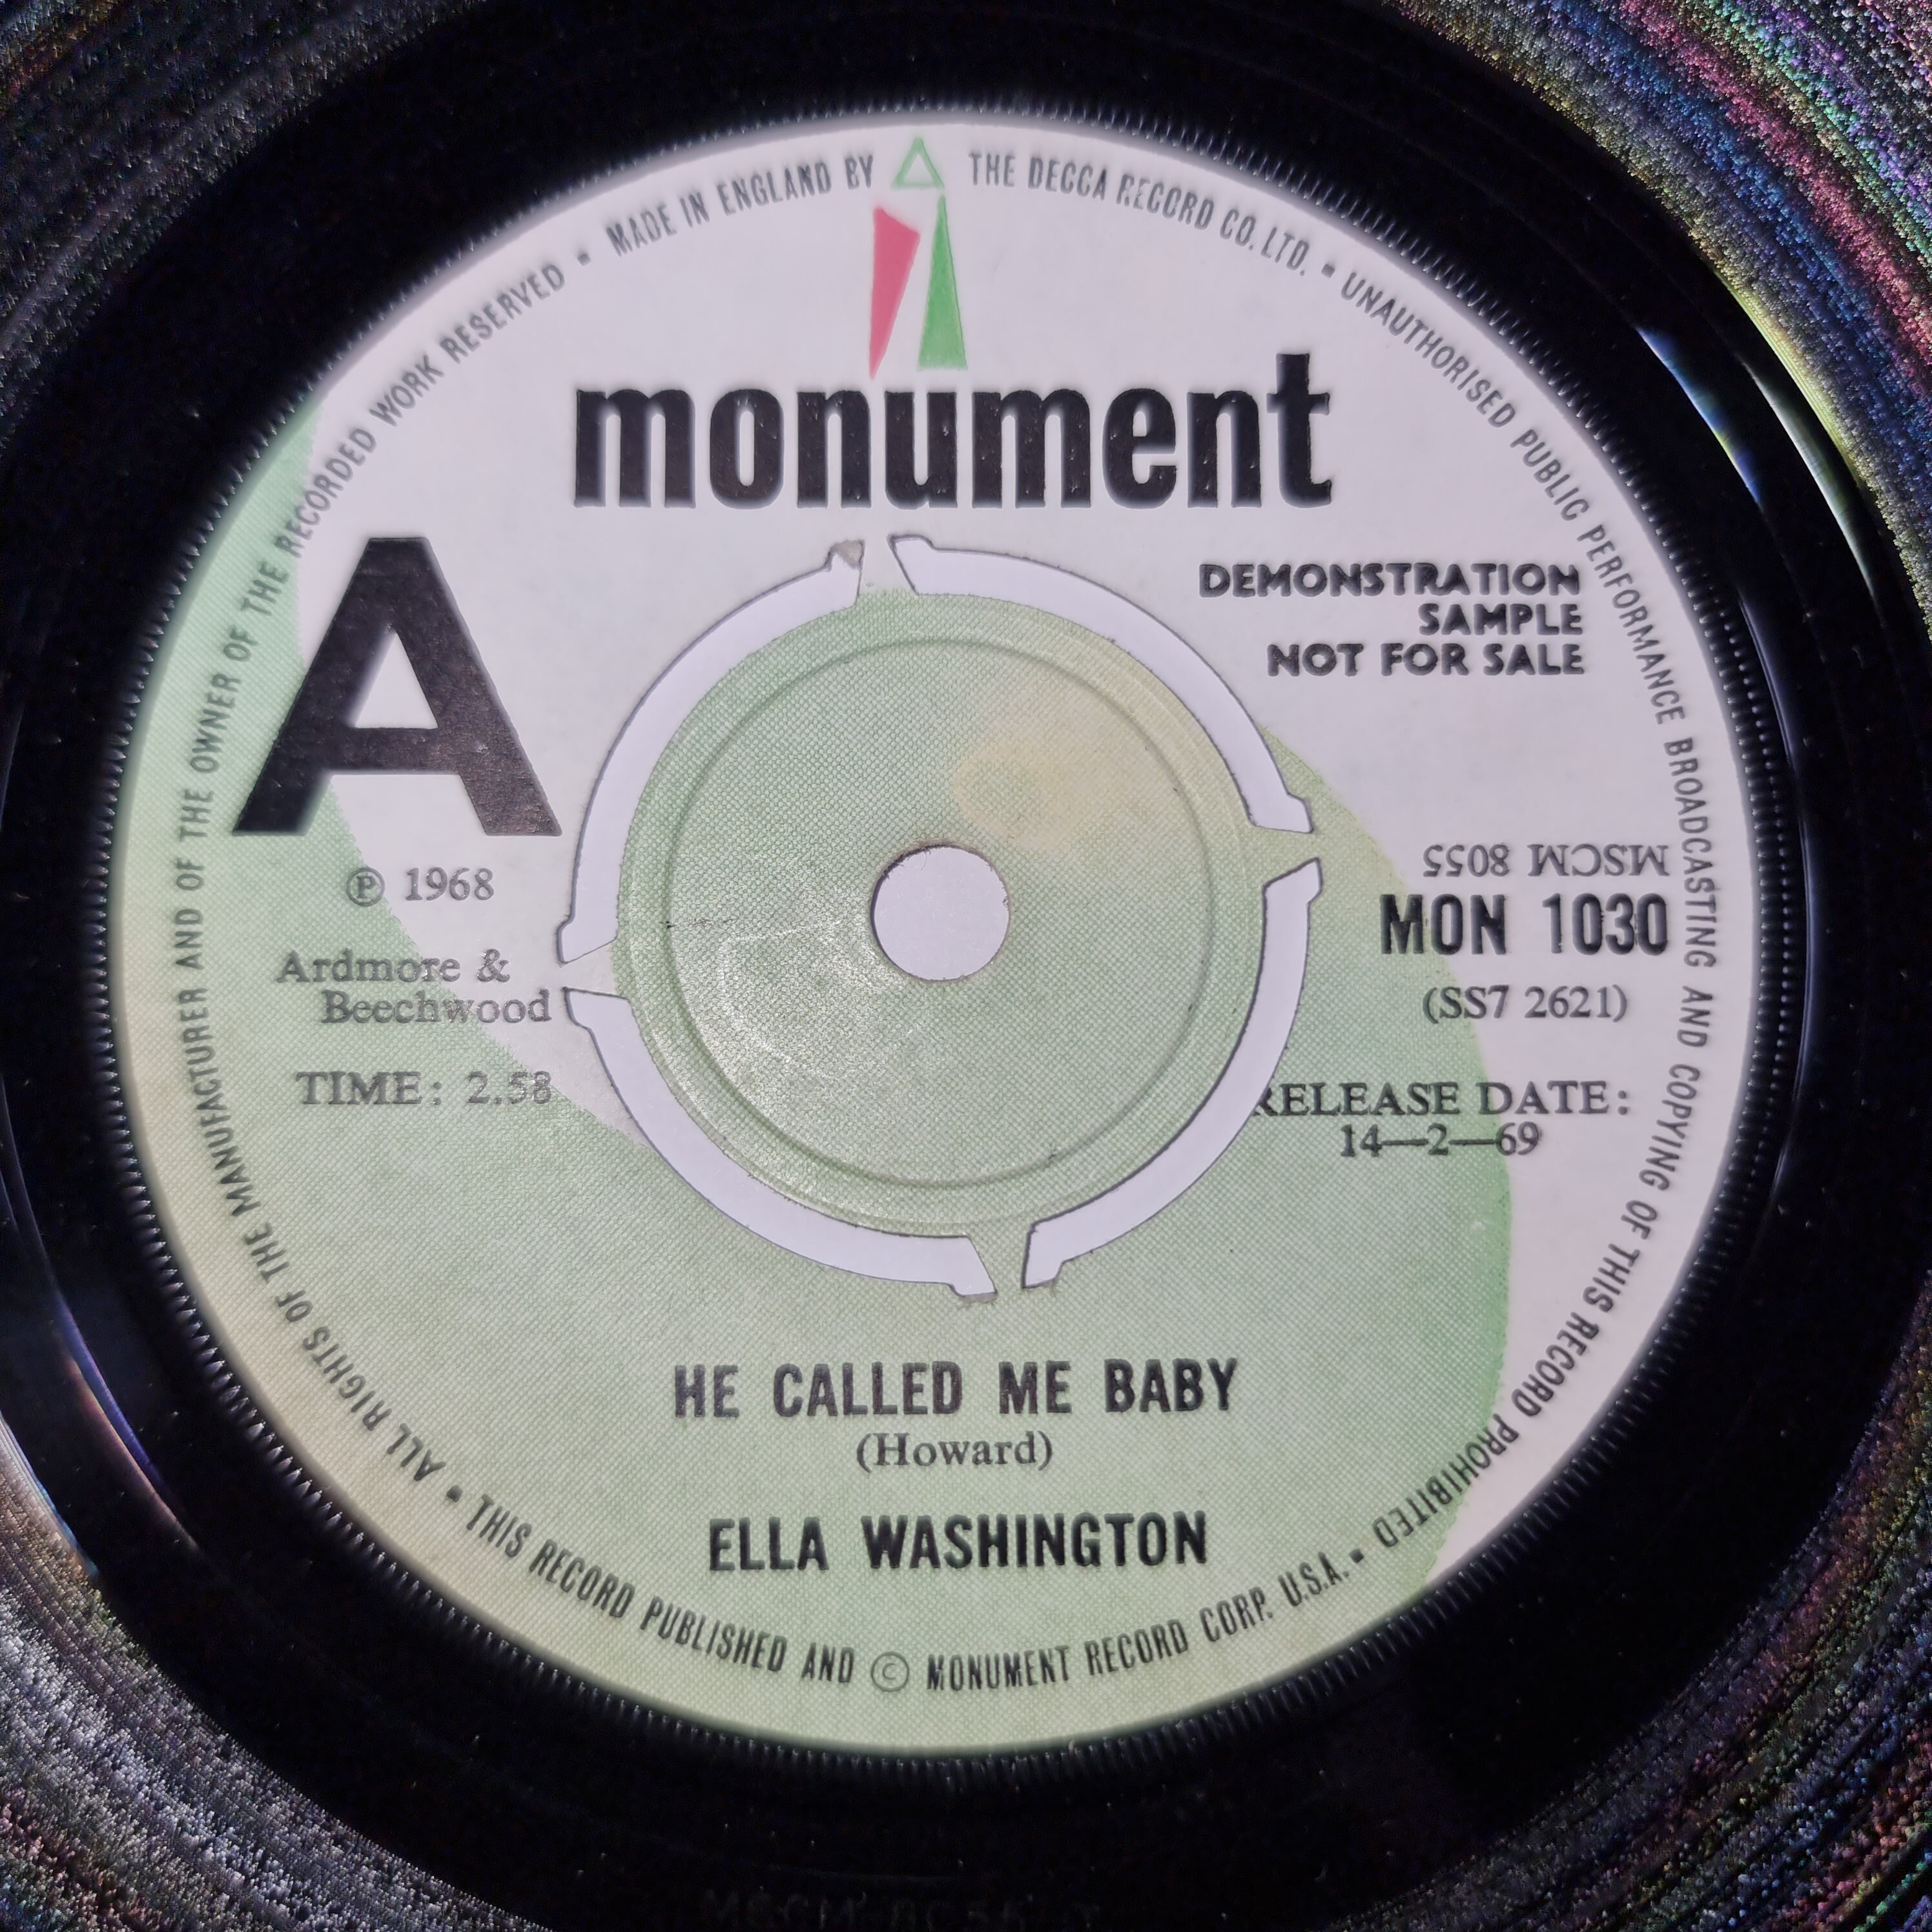 MADE IN ENGLAND BY THE DECCA RECORD CO. LTD. • UNAUTHORISED PUBLIC PERFORMANCE BROADCASTING AND COPYING OF THIS RECORD PROHIBITED
• THIS RECORD PUBLISHED AND © MONUMENT RECORD CORP. U.S.A. •
ALL RIGHTS OF THE MANUFACTURER AND OF THE OWNER OF THE RECORDED WORK RESERVED •
monument
A
DEMONSTRATION
SAMPLE
NOT FOR SALE
℗ 1968
Ardmore &
Beechwood
TIME: 2.58
MSCM 8055
MON 1030
(SS7 2621)
RELEASE DATE:
14—2—69
HE CALLED ME BABY
(Howard)
ELLA WASHINGTON